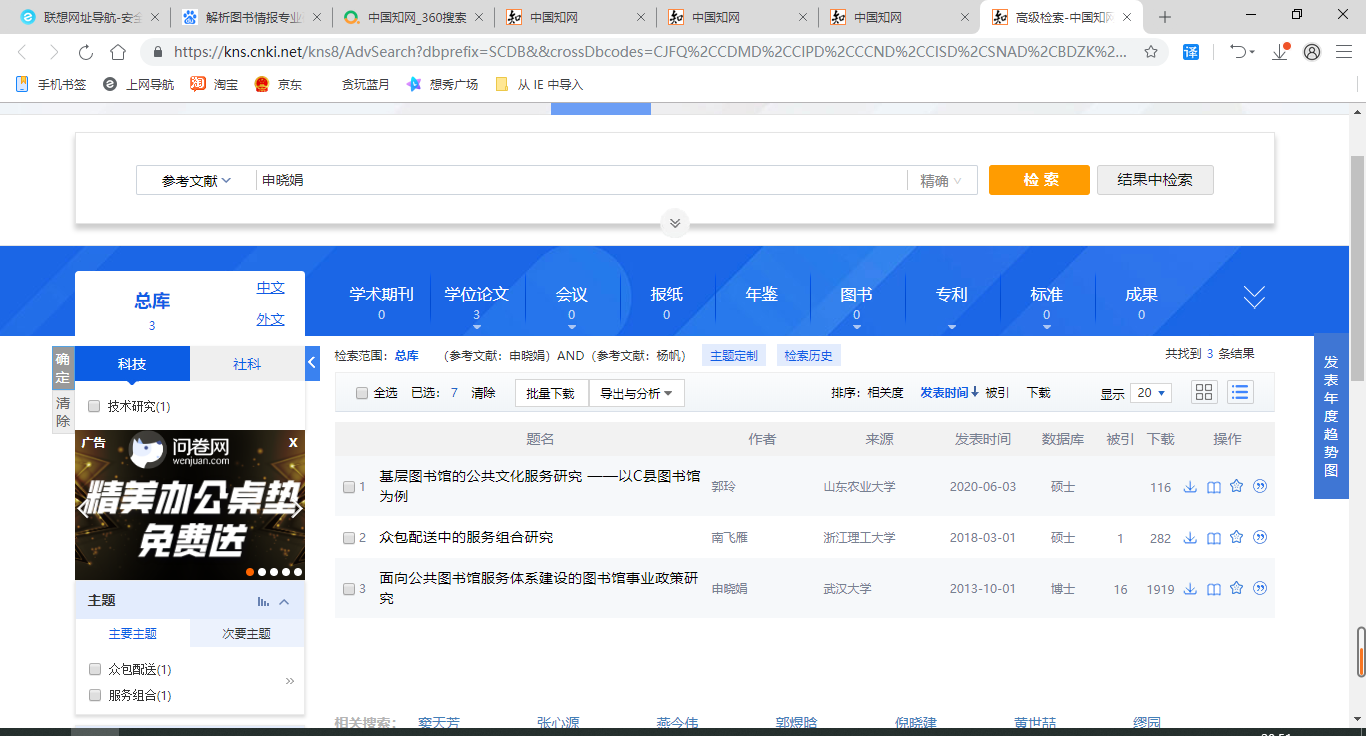 联想网址导航-安全
解析图书情报专业
中国知网_360搜索
中国知网
中国知网
中国知网
高级检索-中国知网
https://kns.cnki.net/kns8/AdvSearch?dbprefix=SCDB&&crossDbcodes=CJFQ%2CCDMD%2CCIPD%2CCCND%2CCISD%2CSNAD%2CBDZK%2...
译
手机书签
上网导航
淘宝
京东
贪玩蓝月
想秀广场
从 IE 中导入
参考文献
申晓娟
精确
检 索
结果中检索
总库
3
中文
外文
学术期刊
0
学位论文
3
会议
0
报纸
0
年鉴
图书
0
专利
标准
0
成果
0
确定
清除
科技
社科
技术研究(1)
检索范围：总库 （参考文献：申晓娟）AND（参考文献：杨帆） 主题定制 检索历史
共找到 3 条结果
全选 已选：7 清除 批量下载 导出与分析
排序：相关度 发表时间↓ 被引 下载
显示 20
题名 作者 来源 发表时间 数据库 被引 下载 操作
1 基层图书馆的公共文化服务研究 ——以C县图书馆
为例
郭玲 山东农业大学 2020-06-03 硕士 116
2 众包配送中的服务组合研究 南飞雁 浙江理工大学 2018-03-01 硕士 1 282
3 面向公共图书馆服务体系建设的图书馆事业政策研
究
申晓娟 武汉大学 2013-10-01 博士 16 1919
发表年度趋势图
广告
问卷网
wenjuan.com
X
精美办公桌垫
免费送
主题
主要主题
次要主题
众包配送(1)
服务组合(1)
相关搜索：
窦天芳
张心源
燕今伟
郭煜晗
倪晓建
黄世喆
缪园